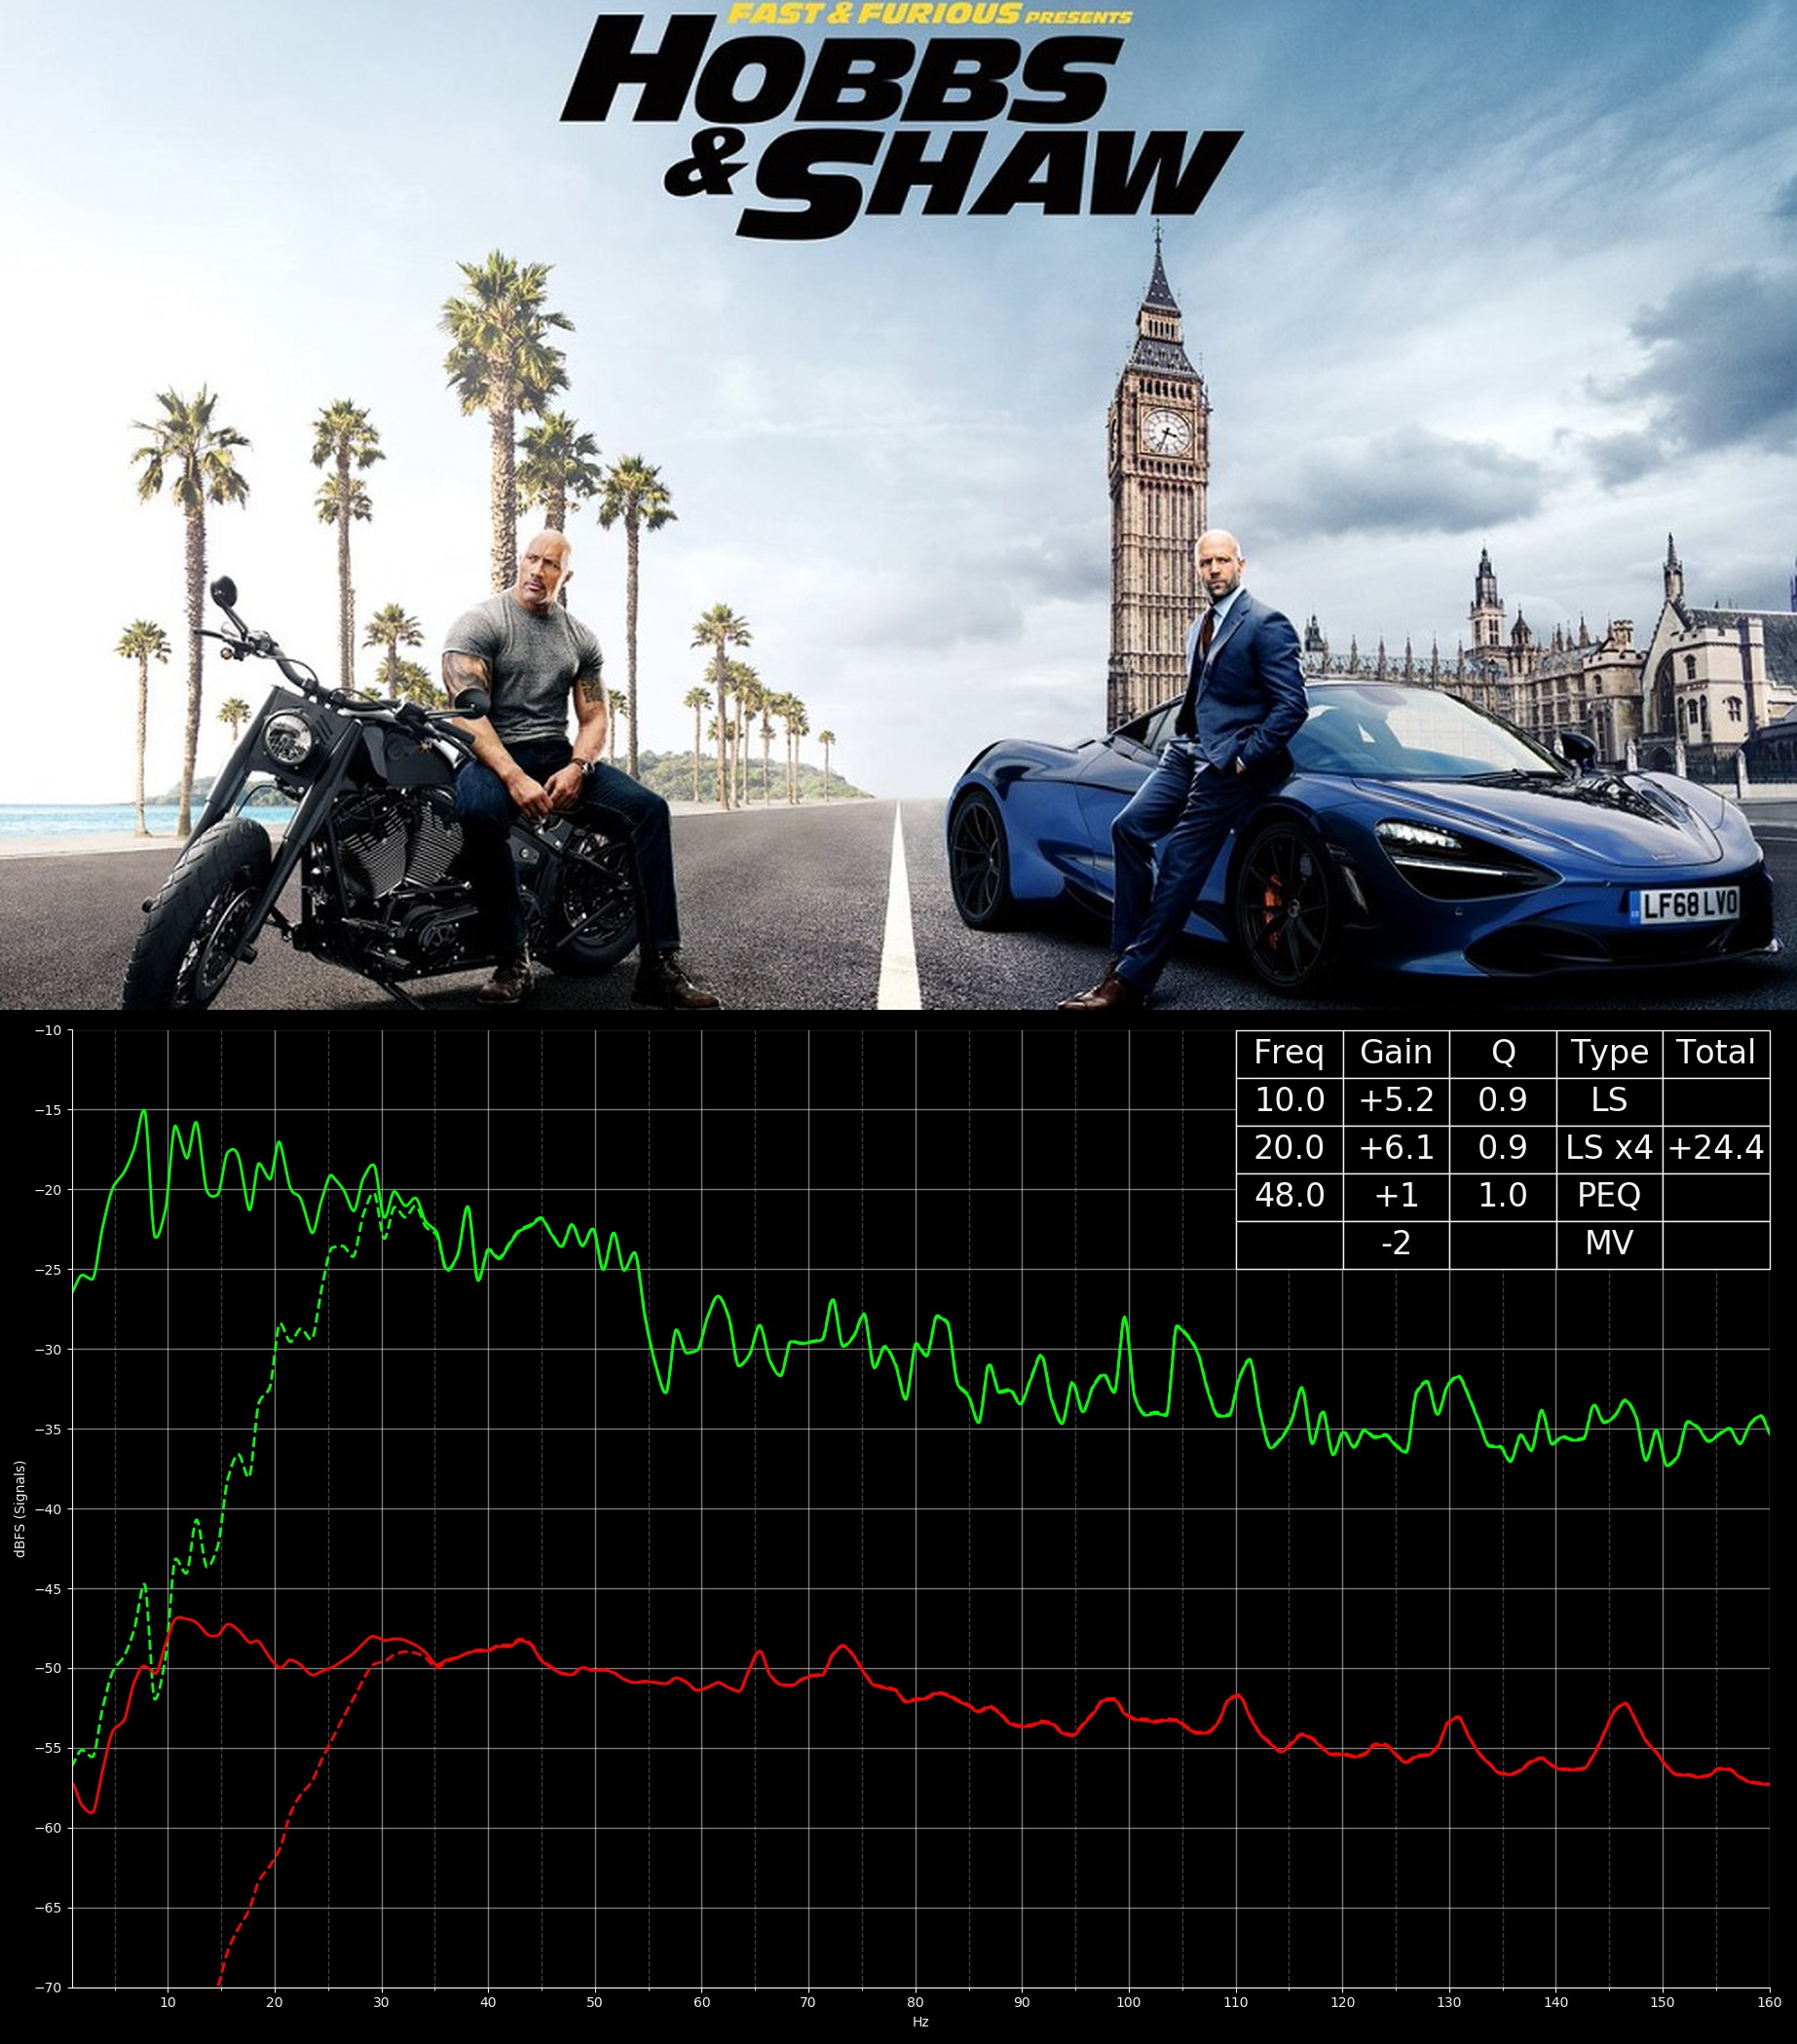 FAST & FURIOUS PRESENTS
HOBBS
& SHAW
LF68 LVO
Freq Gain Q Type Total
10.0 +5.2 0.9 LS
20.0 +6.1 0.9 LS x4 +24.4
48.0 +1 1.0 PEQ
-2 MV
−10
−15
−20
−25
−30
−35
−40
−45
−50
−55
−60
−65
−70
dBFS (Signals)
10 20 30 40 50 60 70 80 90 100 110 120 130 140 150 160
Hz